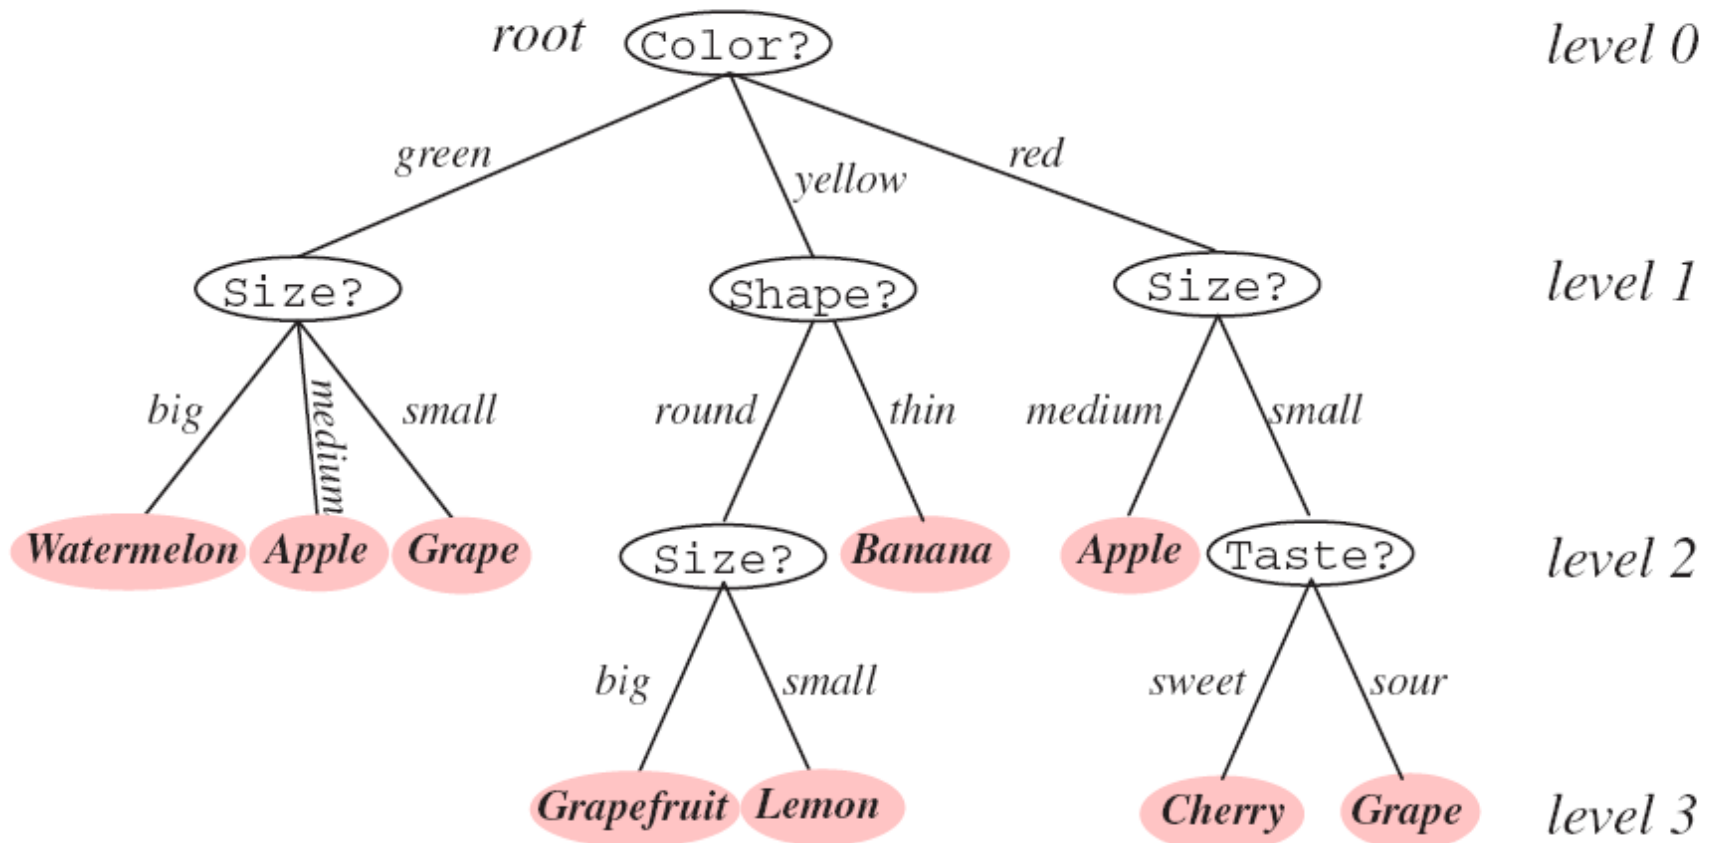 root Color? level 0
green yellow red
Size? Shape? Size? level 1
big medium small round thin medium small
Watermelon Apple Grape Size? Banana Apple Taste? level 2
big small sweet sour
Grapefruit Lemon Cherry Grape level 3